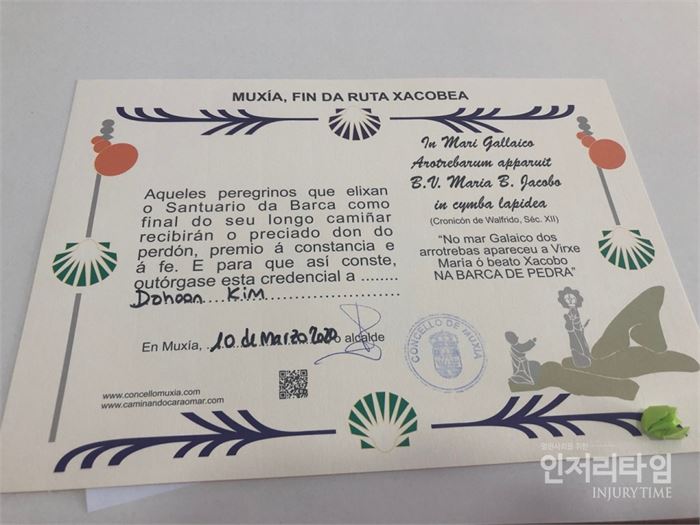 MUXÍA, FIN DA RUTA XACOBEA
Aqueles peregrinos que elixan
o Santuario da Barca como
final do seu longo camiñar
recibirán o preciado don do
perdón, premio á constancia e
á fe. E para que así conste,
outórgase esta credencial a ........
Dohoon Kim
En Muxía, 10 de Marzo 2020 alcalde
www.concellomuxia.com
www.caminandocaraomar.com
In Mari Gallaico
Arotrebarum apparuit
B.V. Maria B. Jacobo
in cymba lapidea
(Cronicón de Walfrido, Séc. XII)
"No mar Galaico dos
arrotrebas apareceu a Virxe
Maria ó beato Xacobo
NA BARCA DE PEDRA"
CONCELLO DE MUXÍA
인저리타임
INJURYTIME